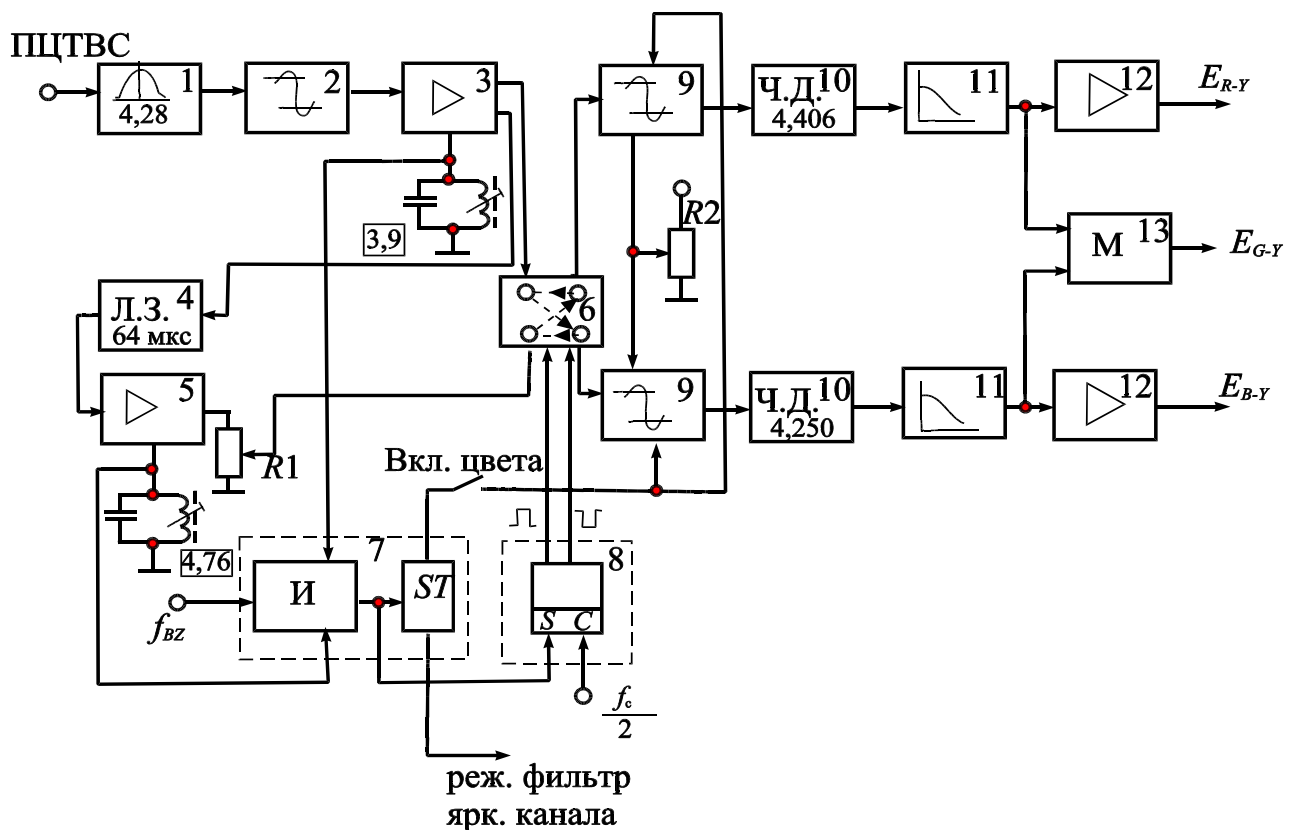 ПЦТВС
1
4,28
2
3
9
Ч.Д. 10
4,406
11
12
E_{R-Y}
3,9
R2
М 13
E_{G-Y}
Л.З. 4
64 мкс
6
5
R1
9
Ч.Д. 10
4,250
11
12
E_{B-Y}
Вкл. цвета
4,76
7
И
ST
8
S C
f_{BZ}
f_c
2
реж. фильтр
ярк. канала